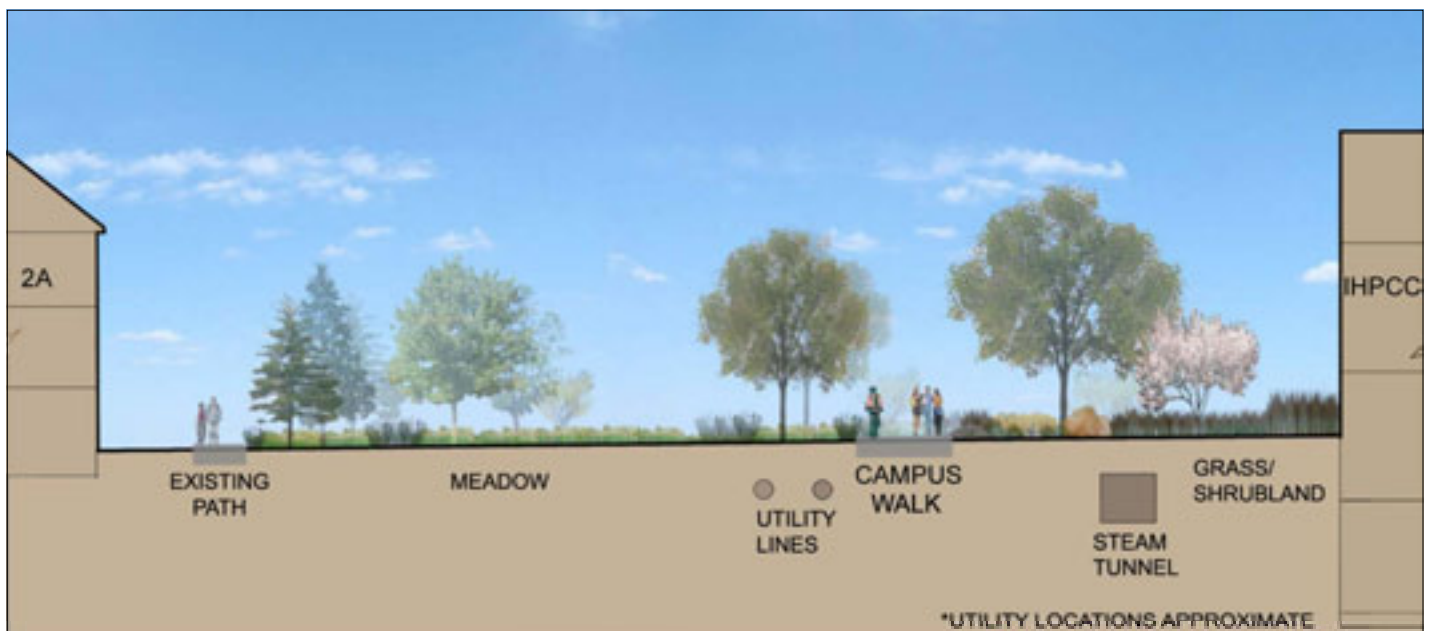 2A
IHPCC
EXISTING
PATH
MEADOW
UTILITY
LINES
CAMPUS
WALK
STEAM
TUNNEL
GRASS/
SHRUBLAND
*UTILITY LOCATIONS APPROXIMATE